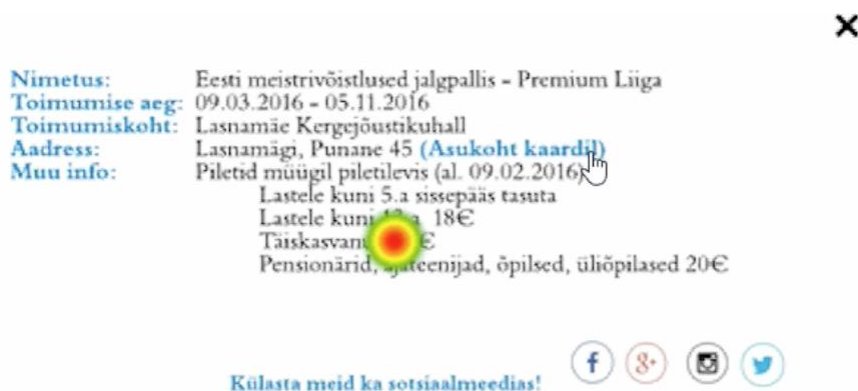 Nimetus: Eesti meistrivõistlused jalgpallis - Premium Liiga
Toimumise aeg: 09.03.2016 - 05.11.2016
Toimumiskoht: Lasnamäe Kergejõustikuhall
Aadress: Lasnamägi, Punane 45 (Asukoht kaardil)
Muu info: Piletid müügil piletilevis (al. 09.02.2016)
Lastele kuni 5.a sissepääs tasuta
Lastele kuni 18€
€
Pensionärid, õpilsed, üliõpilased 20€
Külasta meid ka sotsiaalmeedias!